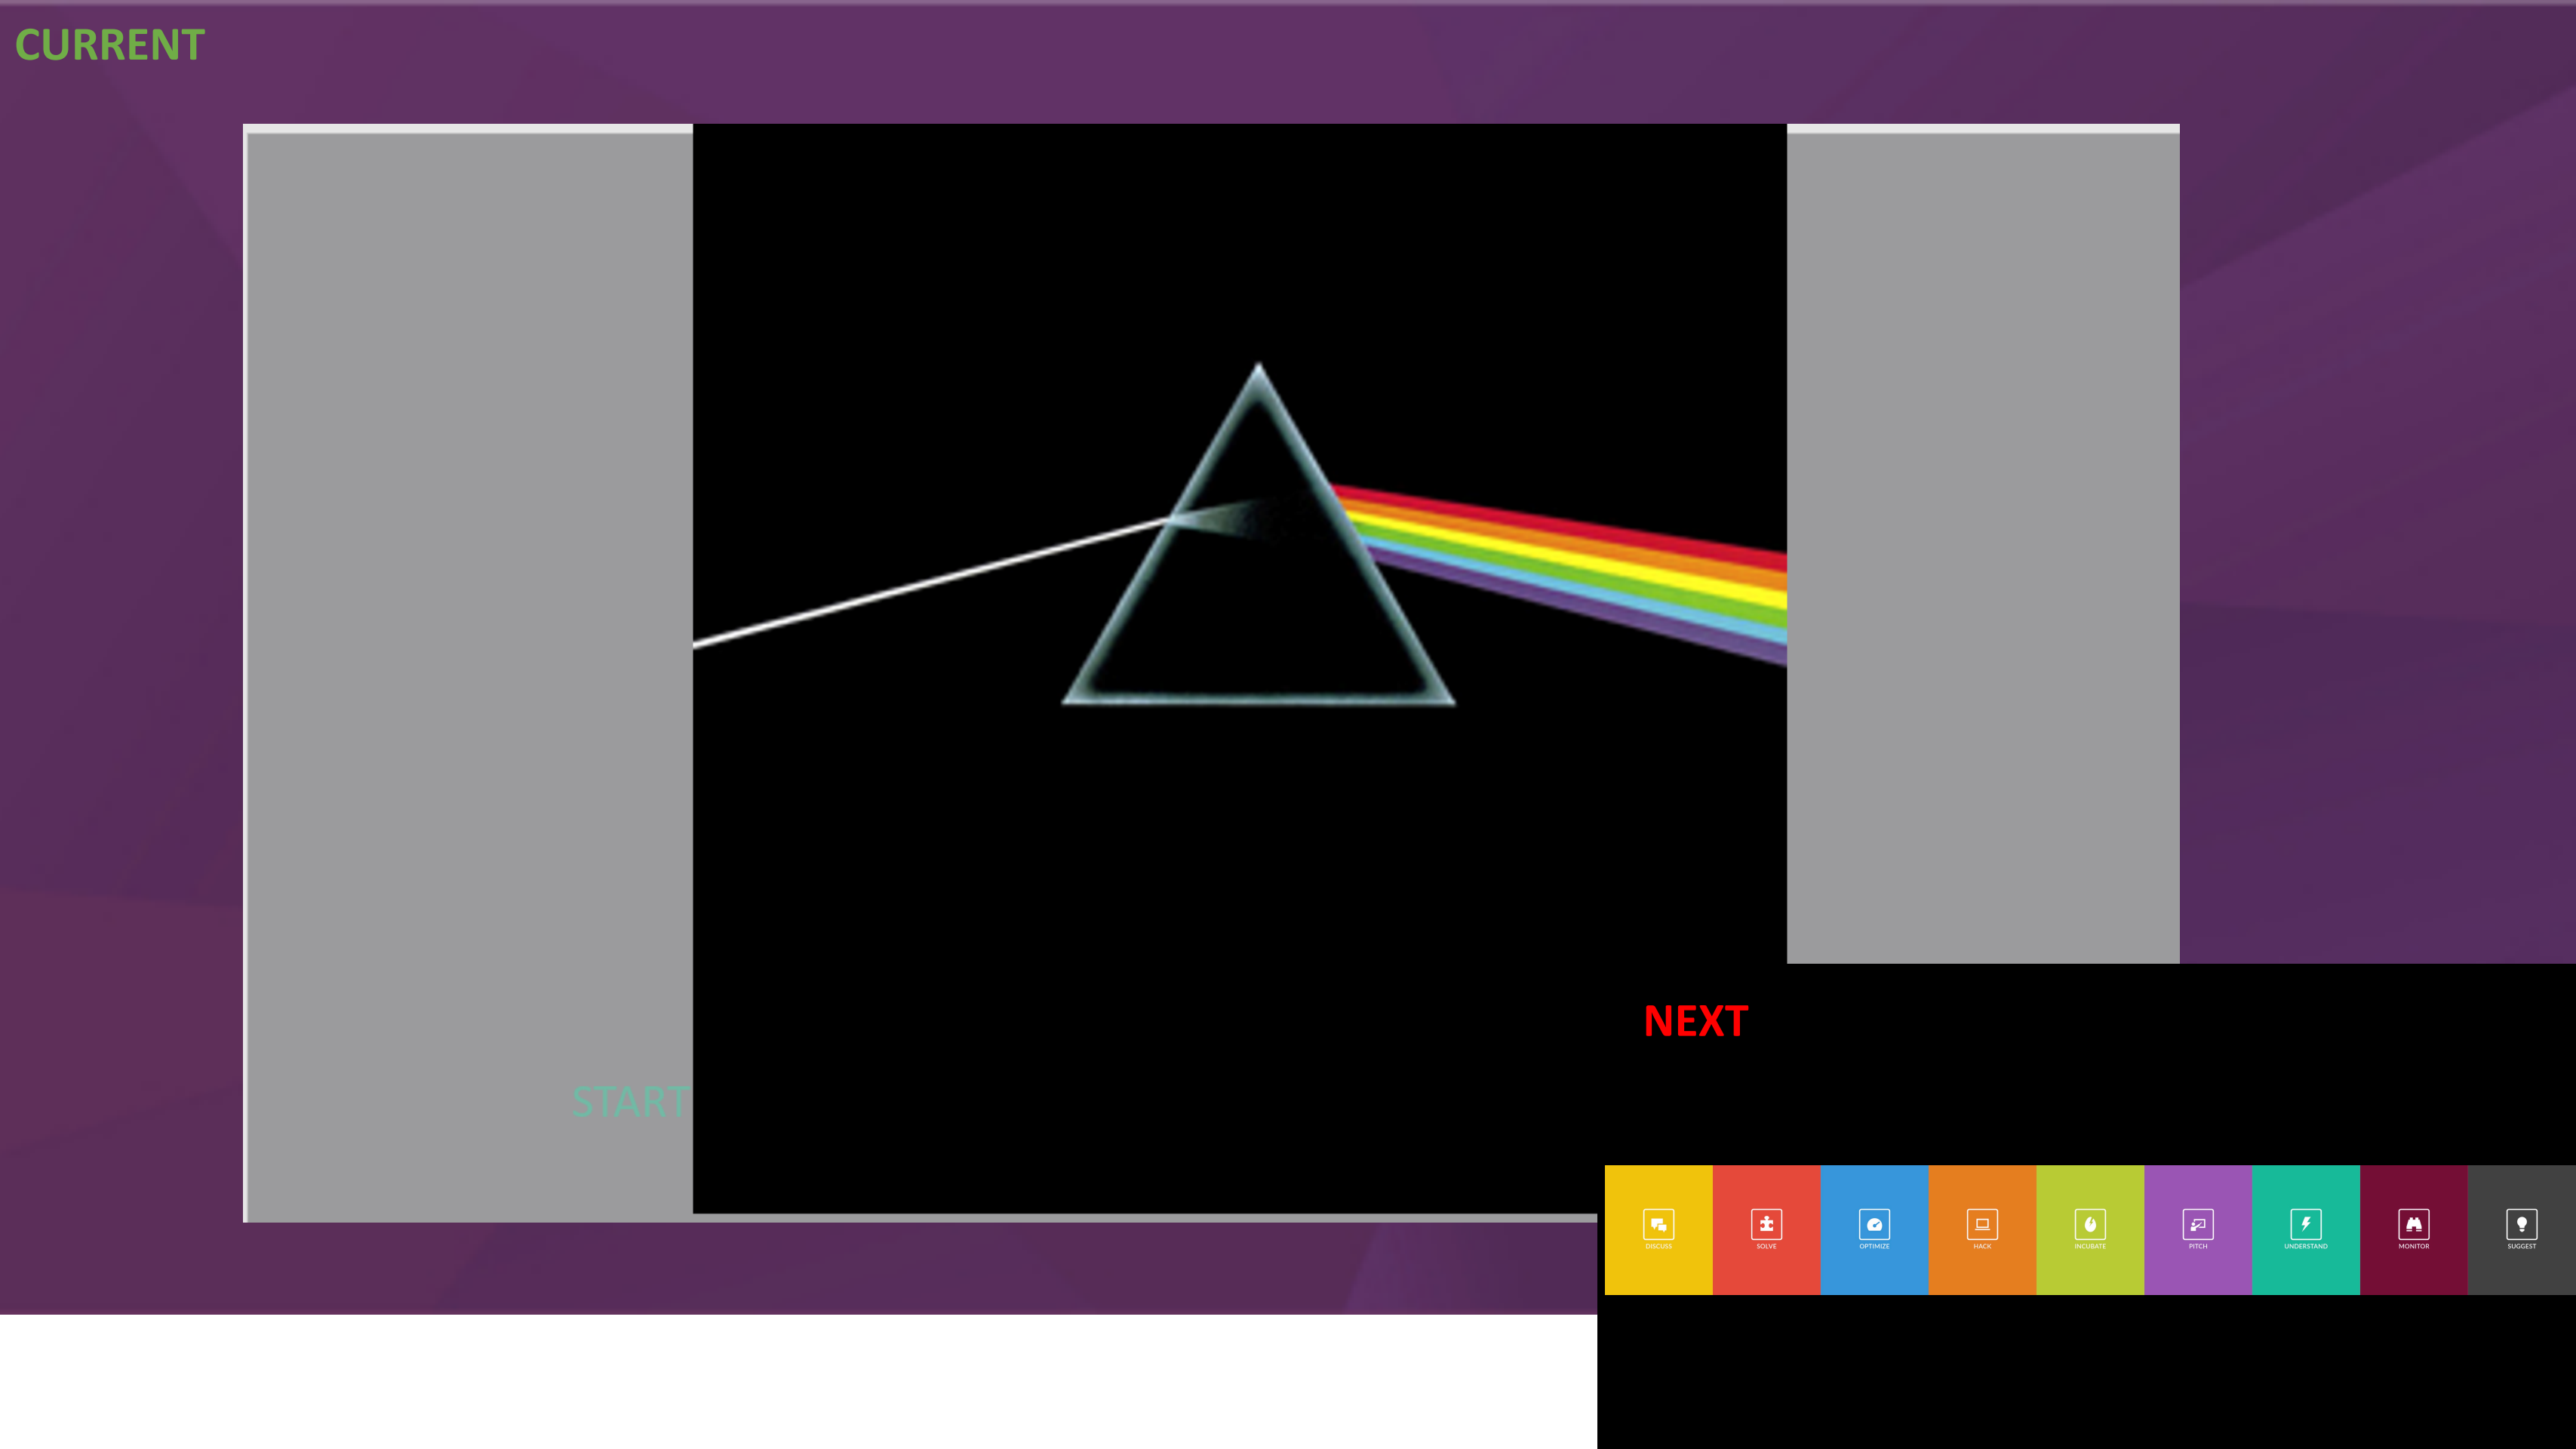 CURRENT
START
NEXT
DISCUSS
SOLVE
OPTIMIZE
HACK
INCUBATE
PITCH
UNDERSTAND
MONITOR
SUGGEST